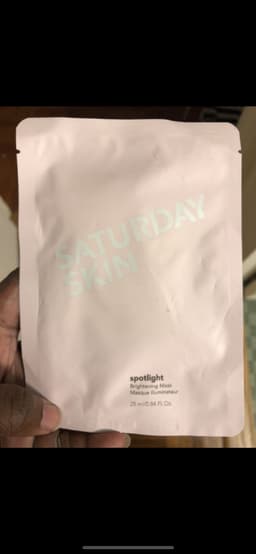 SATURDAY
SKIN
spotlight
Brightening Mask
Masque Illuminateur
25 ml/0.84 Fl.Oz.